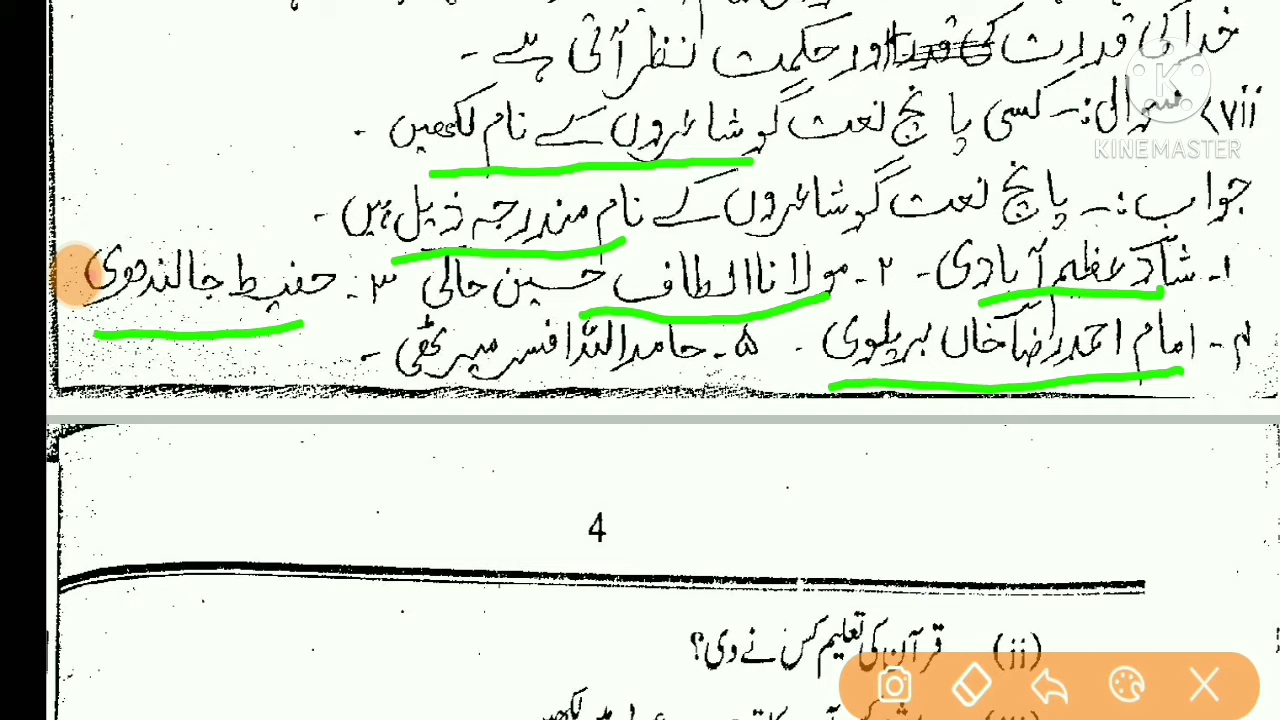 خدا کی قدرت کی قدرت اور حکمت نظر آتی ہے ۔
KINEMASTER
vii) سوال:۔ کسی پانچ نعت گو شاعروں کے نام لکھیں ۔
جواب:۔ پانچ نعت گو شاعروں کے نام مندرجہ ذیل ہیں ۔
۱۔ شاد عظیم آبادی ۔ ۲۔ مولانا الطاف حسین حالی ۳۔ حفیظ جالندھری
۴۔ امام احمد رضا خاں بریلوی ۔ ۵۔ حامد اللہ افسر میرٹھی ۔
4
(ii) قرآن کی تعلیم کس نے دی؟